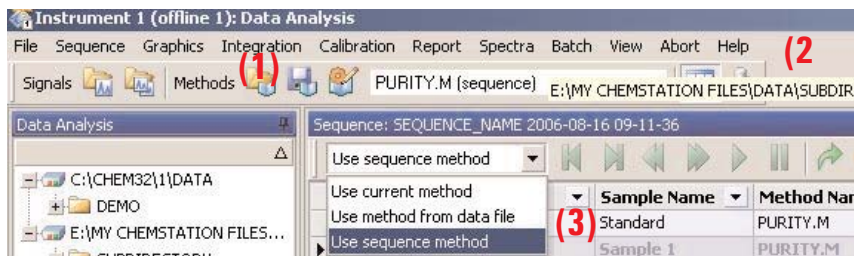 Instrument 1 (offline 1): Data Analysis
File Sequence Graphics Integration Calibration Report Spectra Batch View Abort Help
(1)
(2
Signals Methods PURITY.M (sequence)
E:\MY CHEMSTATION FILES\DATA\SUBDIR
Data Analysis
Sequence: SEQUENCE_NAME 2006-08-16 09-11-36
Use sequence method
C:\CHEM32\1\DATA
DEMO
E:\MY CHEMSTATION FILES...
Use current method
Use method from data file
Use sequence method
(3)
Sample Name Method Nar
Standard PURITY.M
Sample 1 PURITY.M